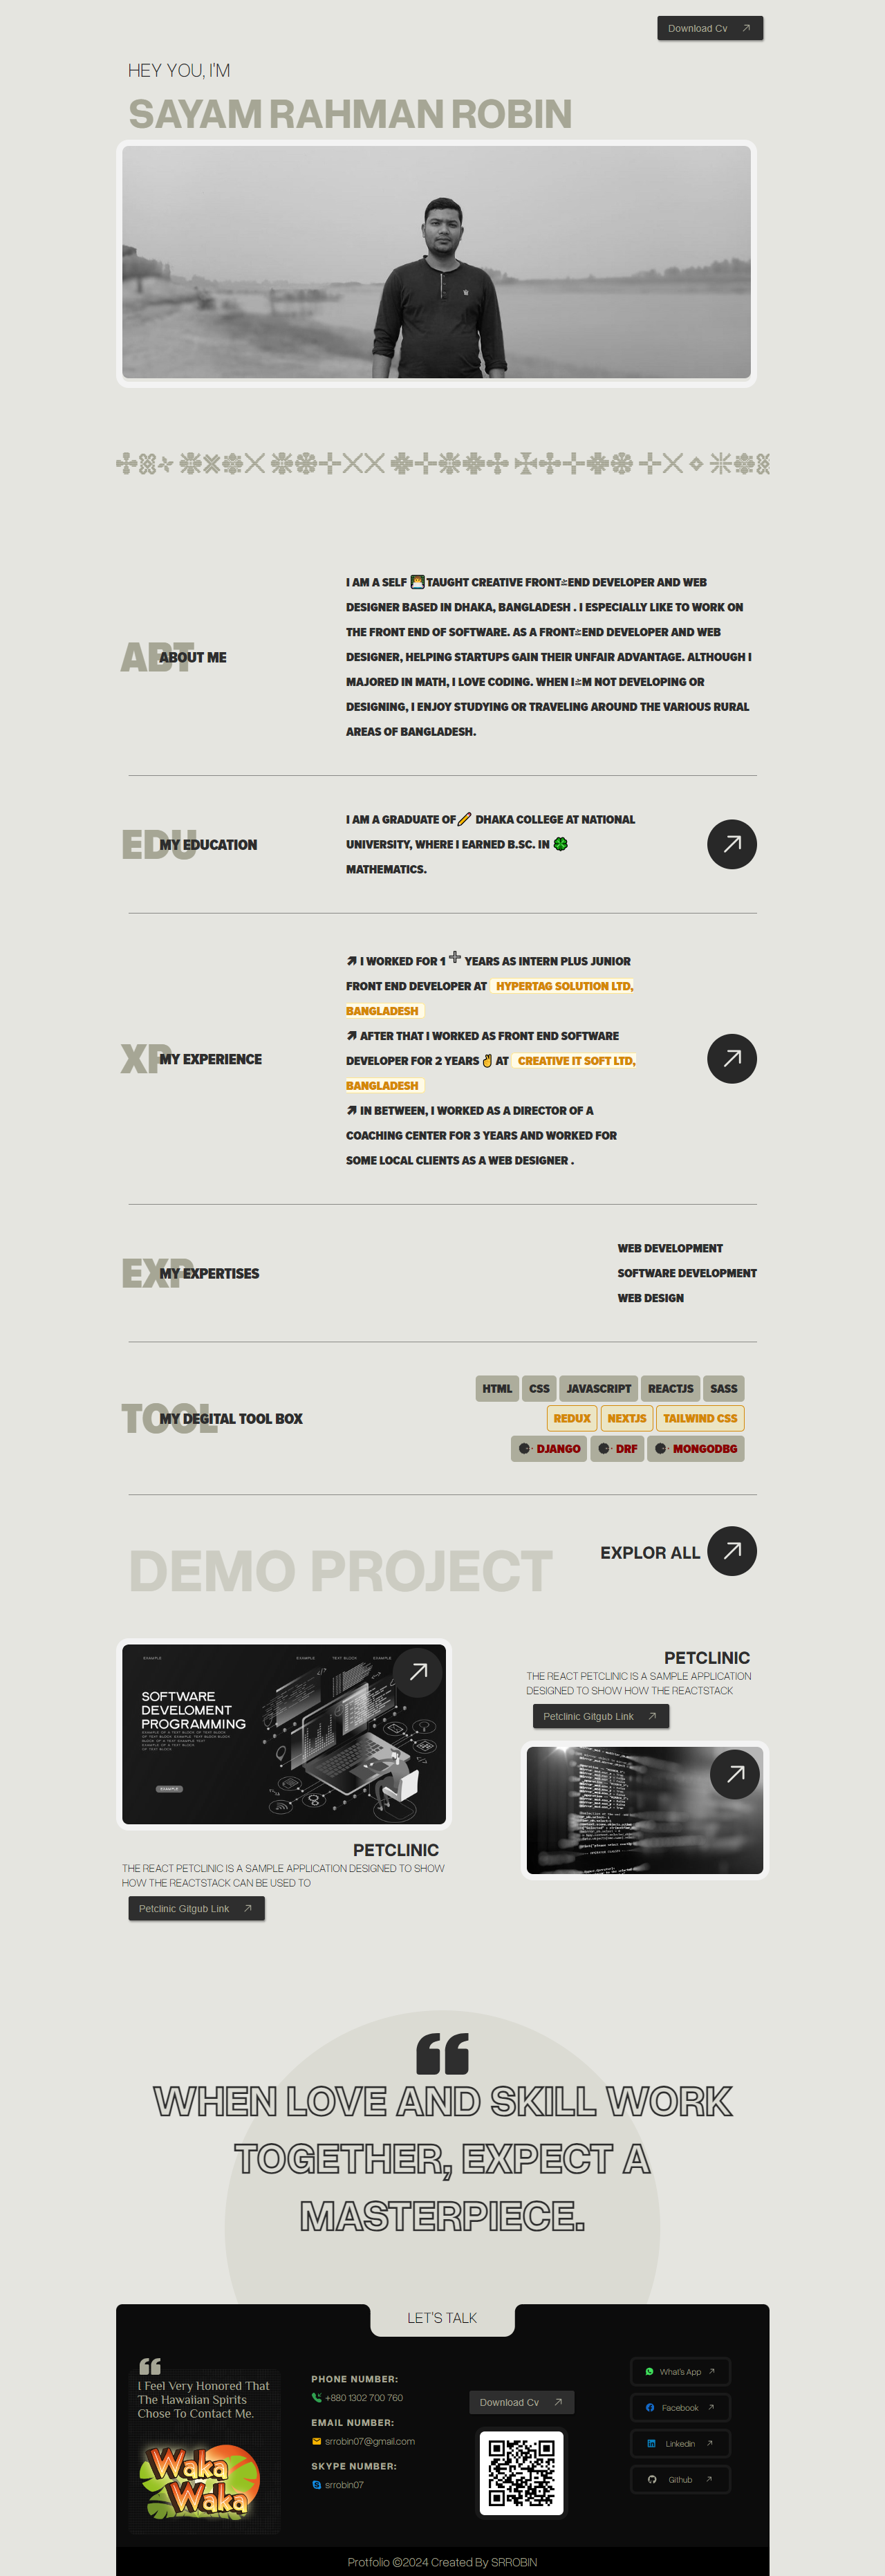 Download Cv
HEY YOU, I'M
SAYAM RAHMAN ROBIN
I AM A SELF TAUGHT CREATIVE FRONT END DEVELOPER AND WEB
DESIGNER BASED IN DHAKA, BANGLADESH . I ESPECIALLY LIKE TO WORK ON
THE FRONT END OF SOFTWARE. AS A FRONT END DEVELOPER AND WEB
ABT
ABOUT ME
DESIGNER, HELPING STARTUPS GAIN THEIR UNFAIR ADVANTAGE. ALTHOUGH I
MAJORED IN MATH, I LOVE CODING. WHEN I M NOT DEVELOPING OR
DESIGNING, I ENJOY STUDYING OR TRAVELING AROUND THE VARIOUS RURAL
AREAS OF BANGLADESH.
EDU
MY EDUCATION
I AM A GRADUATE OF DHAKA COLLEGE AT NATIONAL
UNIVERSITY, WHERE I EARNED B.SC. IN
MATHEMATICS.
XP
MY EXPERIENCE
I WORKED FOR 1 + YEARS AS INTERN PLUS JUNIOR
FRONT END DEVELOPER AT HYPERTAG SOLUTION LTD,
BANGLADESH
AFTER THAT I WORKED AS FRONT END SOFTWARE
DEVELOPER FOR 2 YEARS AT CREATIVE IT SOFT LTD,
BANGLADESH
IN BETWEEN, I WORKED AS A DIRECTOR OF A
COACHING CENTER FOR 3 YEARS AND WORKED FOR
SOME LOCAL CLIENTS AS A WEB DESIGNER .
EXP
MY EXPERTISES
WEB DEVELOPMENT
SOFTWARE DEVELOPMENT
WEB DESIGN
TOOL
MY DEGITAL TOOL BOX
HTML CSS JAVASCRIPT REACTJS SASS
REDUX NEXTJS TAILWIND CSS
DJANGO DRF MONGODBG
DEMO PROJECT
EXPLOR ALL
EXAMPLE EXAMPLE TEXT BLOCK EXAMPLE
SOFTWARE
DEVELOMENT
PROGRAMMING
EXAMPLE
PETCLINIC
THE REACT PETCLINIC IS A SAMPLE APPLICATION DESIGNED TO SHOW
HOW THE REACTSTACK CAN BE USED TO
Petclinic Gitgub Link
PETCLINIC
THE REACT PETCLINIC IS A SAMPLE APPLICATION
DESIGNED TO SHOW HOW THE REACTSTACK
Petclinic Gitgub Link
WHEN LOVE AND SKILL WORK
TOGETHER, EXPECT A
MASTERPIECE.
LET'S TALK
I Feel Very Honored That
The Hawaiian Spirits
Chose To Contact Me.
Waka
Waka
PHONE NUMBER:
+880 1302 700 760
EMAIL NUMBER:
srrobin07@gmail.com
SKYPE NUMBER:
srrobin07
Download Cv
What's App
Facebook
Linkedin
Github
Protfolio ©2024 Created By SRROBIN